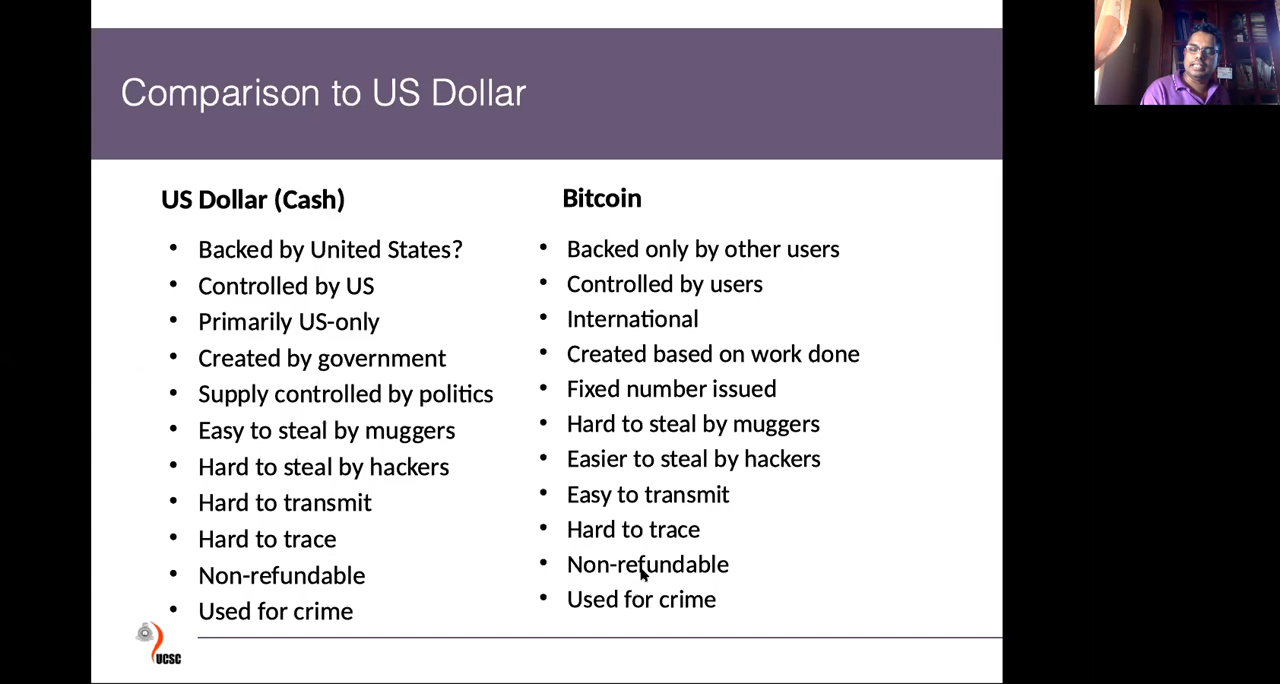 Comparison to US Dollar
US Dollar (Cash)
• Backed by United States?
• Controlled by US
• Primarily US-only
• Created by government
• Supply controlled by politics
• Easy to steal by muggers
• Hard to steal by hackers
• Hard to transmit
• Hard to trace
• Non-refundable
• Used for crime
Bitcoin
• Backed only by other users
• Controlled by users
• International
• Created based on work done
• Fixed number issued
• Hard to steal by muggers
• Easier to steal by hackers
• Easy to transmit
• Hard to trace
• Non-refundable
• Used for crime
UCSC